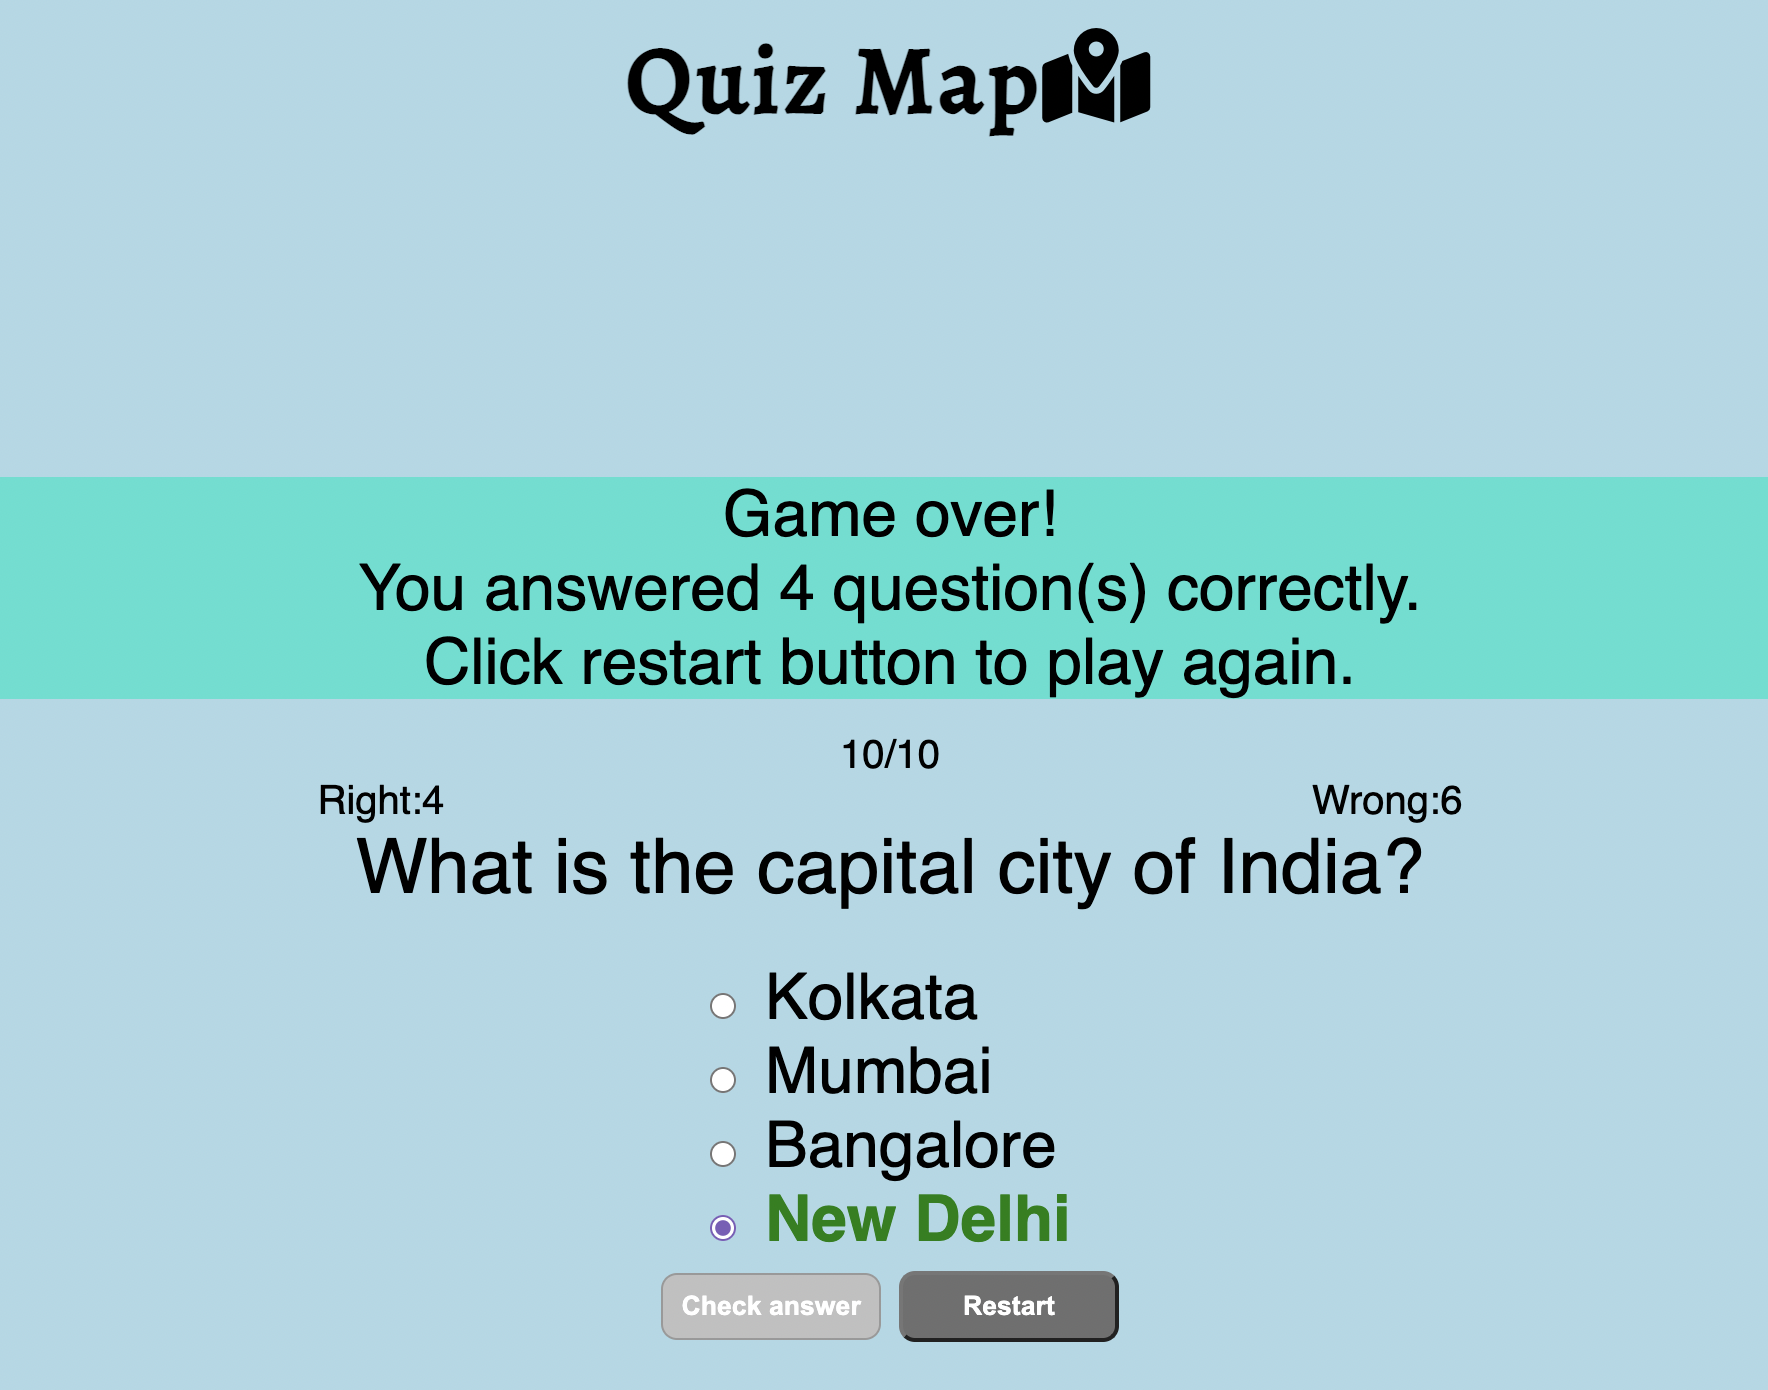 Quiz Map
Game over!
You answered 4 question(s) correctly.
Click restart button to play again.
10/10
Right:4
Wrong:6
What is the capital city of India?
Kolkata
Mumbai
Bangalore
New Delhi
Check answer
Restart